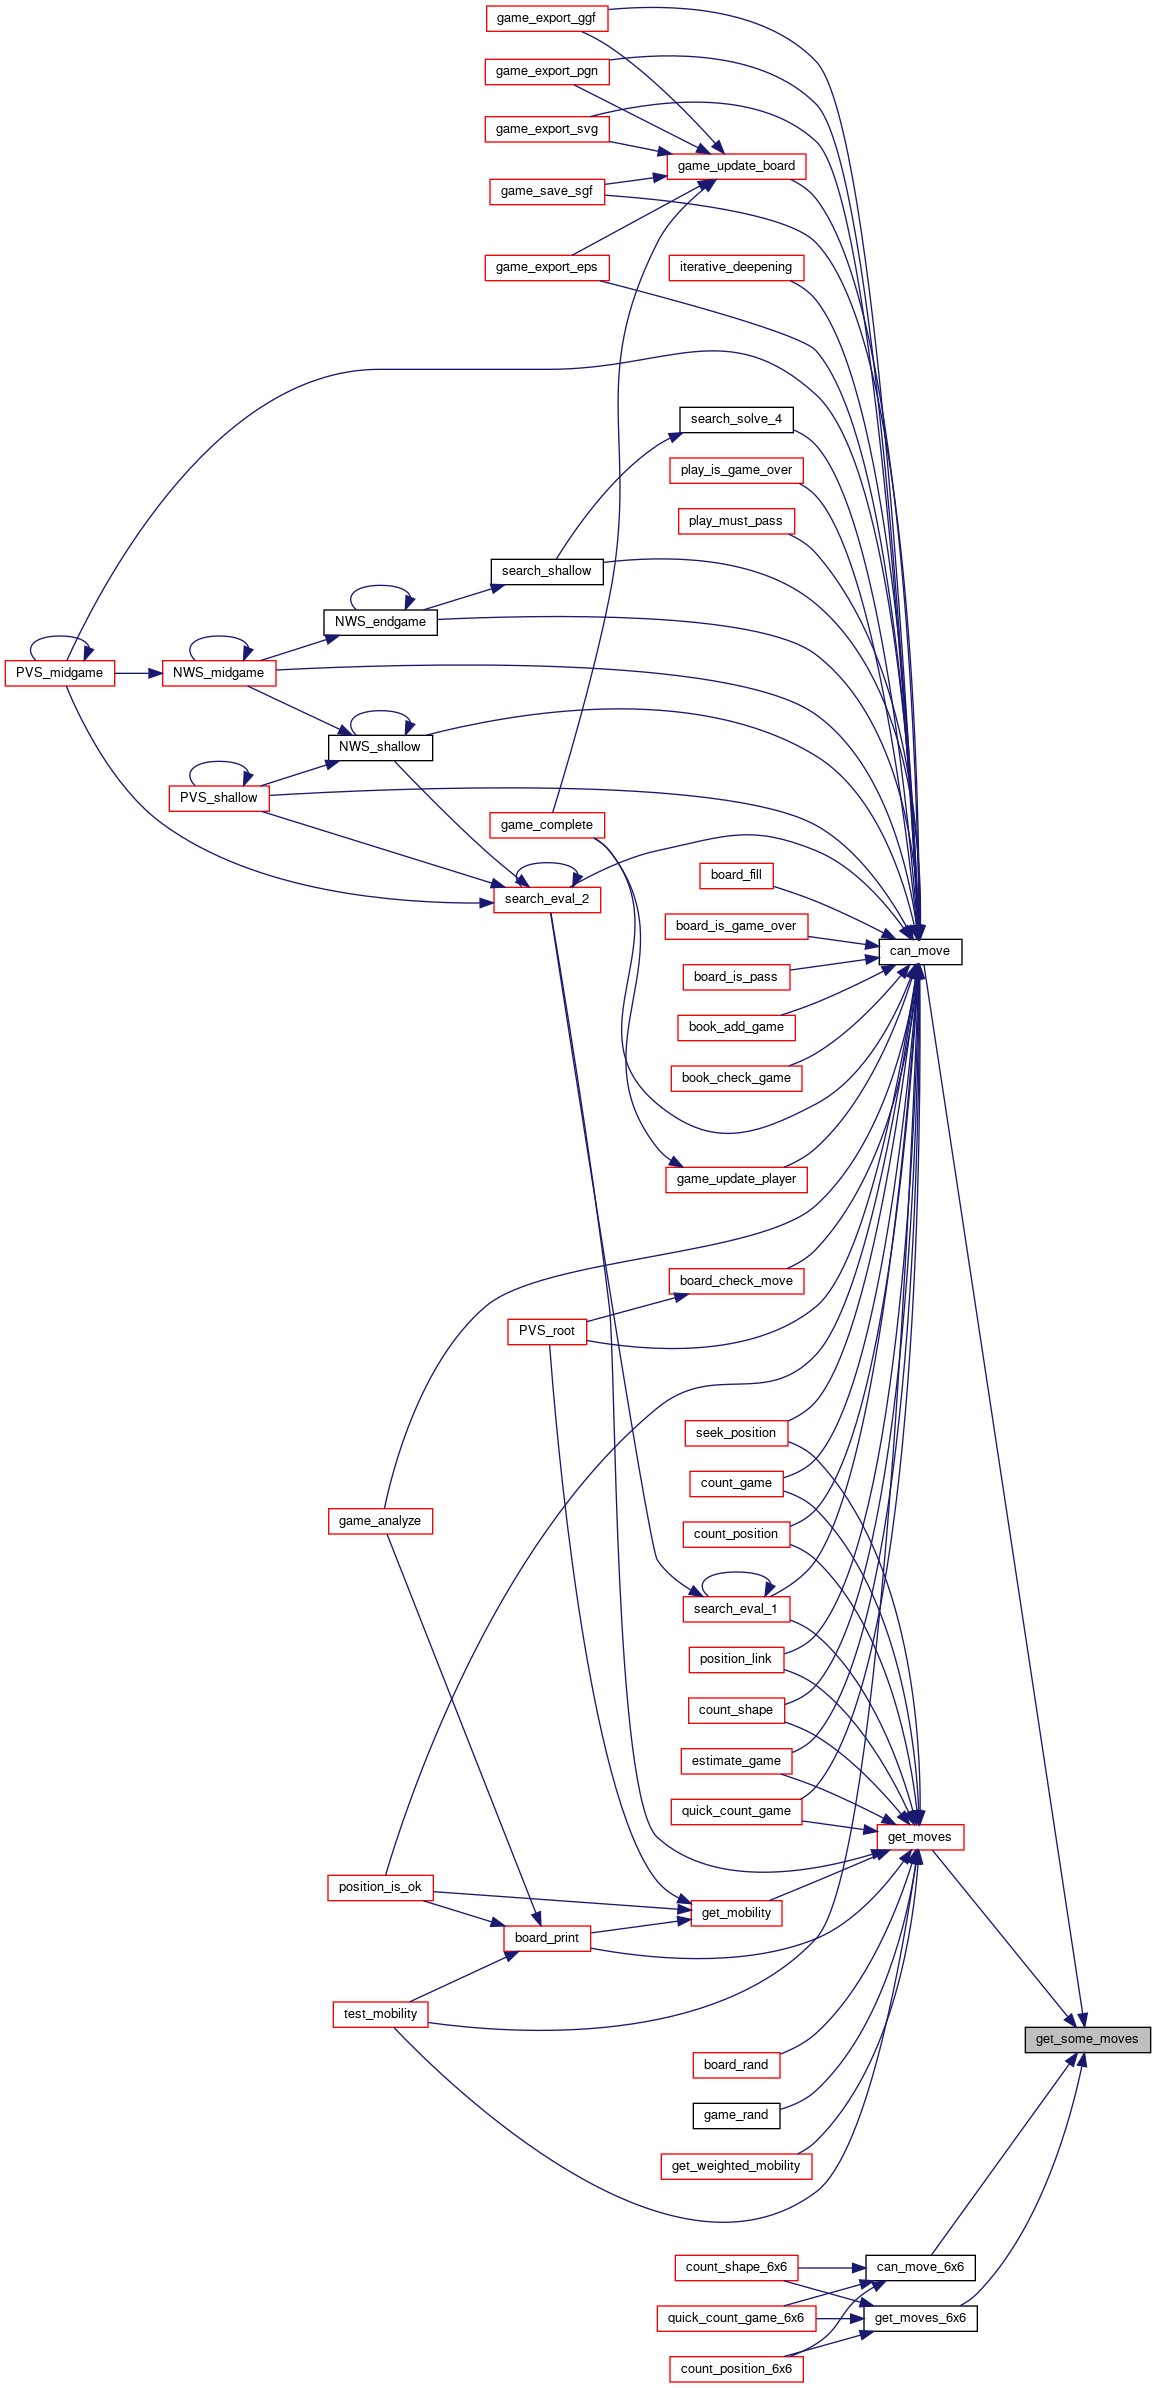 game_export_ggf
game_export_pgn
game_export_svg
game_update_board
game_save_sgf
game_export_eps
iterative_deepening
search_solve_4
play_is_game_over
play_must_pass
search_shallow
NWS_endgame
PVS_midgame
NWS_midgame
NWS_shallow
PVS_shallow
game_complete
board_fill
search_eval_2
board_is_game_over
can_move
board_is_pass
book_add_game
book_check_game
game_update_player
board_check_move
PVS_root
seek_position
count_game
game_analyze
count_position
search_eval_1
position_link
count_shape
estimate_game
quick_count_game
get_moves
position_is_ok
get_mobility
board_print
test_mobility
get_some_moves
board_rand
game_rand
get_weighted_mobility
count_shape_6x6
can_move_6x6
quick_count_game_6x6
get_moves_6x6
count_position_6x6